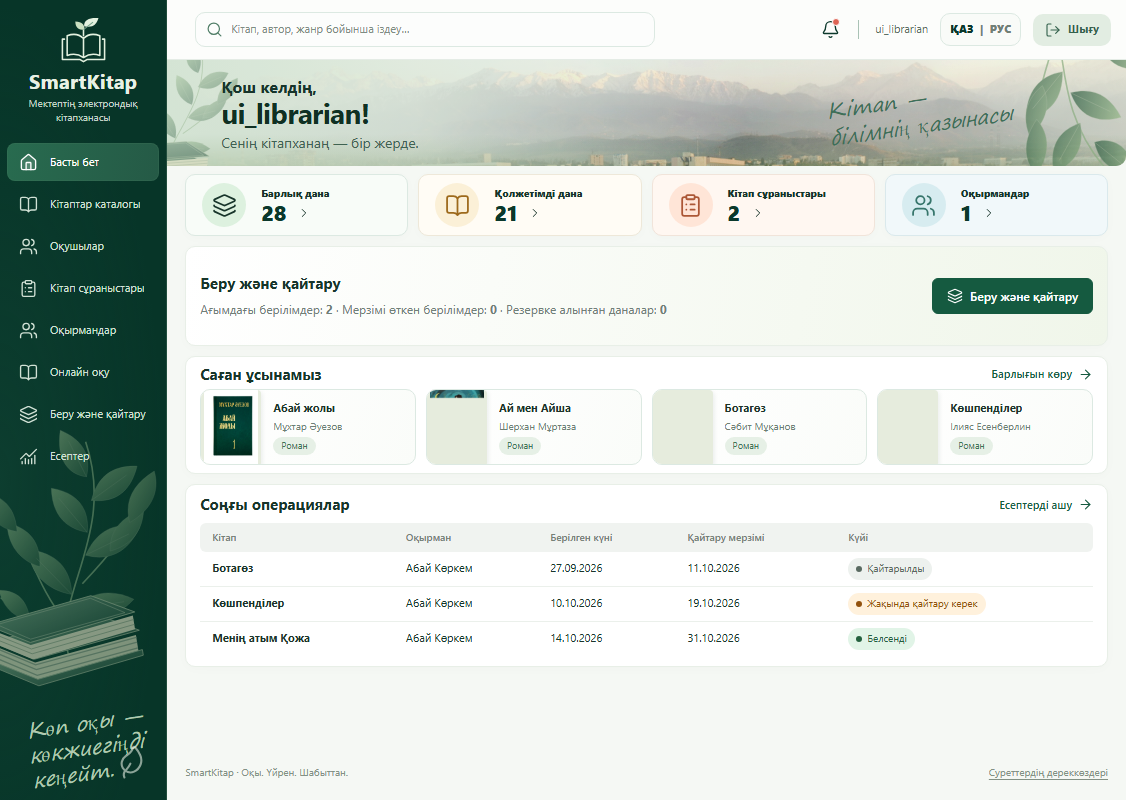 SmartKitap
Мектептің электрондық
кітапханасы
Басты бет
Кітаптар каталогы
Оқушылар
Кітап сұраныстары
Оқырмандар
Онлайн оқу
Беру және қайтару
Есептер
Көп оқы —
көкжиегіңді
кеңейт.
Кітап, автор, жанр бойынша іздеу...
ui_librarian
ҚАЗ | РУС
Шығу
Қош келдің,
ui_librarian!
Сенің кітапханаң — бір жерде.
Кітап —
білімнің қазынасы
Барлық дана
28
Қолжетімді дана
21
Кітап сұраныстары
2
Оқырмандар
1
Беру және қайтару
Ағымдағы берілімдер: 2 · Мерзімі өткен берілімдер: 0 · Резервке алынған даналар: 0
Беру және қайтару
Саған ұсынамыз
Барлығын көру
МҰХТАР ӘУЕЗОВ
АБАЙ
ЖОЛЫ
1
Абай жолы
Мұхтар Әуезов
Роман
Ай мен Айша
Шерхан Мұртаза
Роман
Ботагөз
Сәбит Мұқанов
Роман
Көшпенділер
Ілияс Есенберлин
Роман
Соңғы операциялар
Есептерді ашу
Кітап Оқырман Берілген күні Қайтару мерзімі Күйі
Ботагөз Абай Көркем 27.09.2026 11.10.2026 Қайтарылды
Көшпенділер Абай Көркем 10.10.2026 19.10.2026 Жақында қайтару керек
Менің атым Қожа Абай Көркем 14.10.2026 31.10.2026 Белсенді
SmartKitap · Оқы. Үйрен. Шабыттан.
Суреттердің дереккөздері